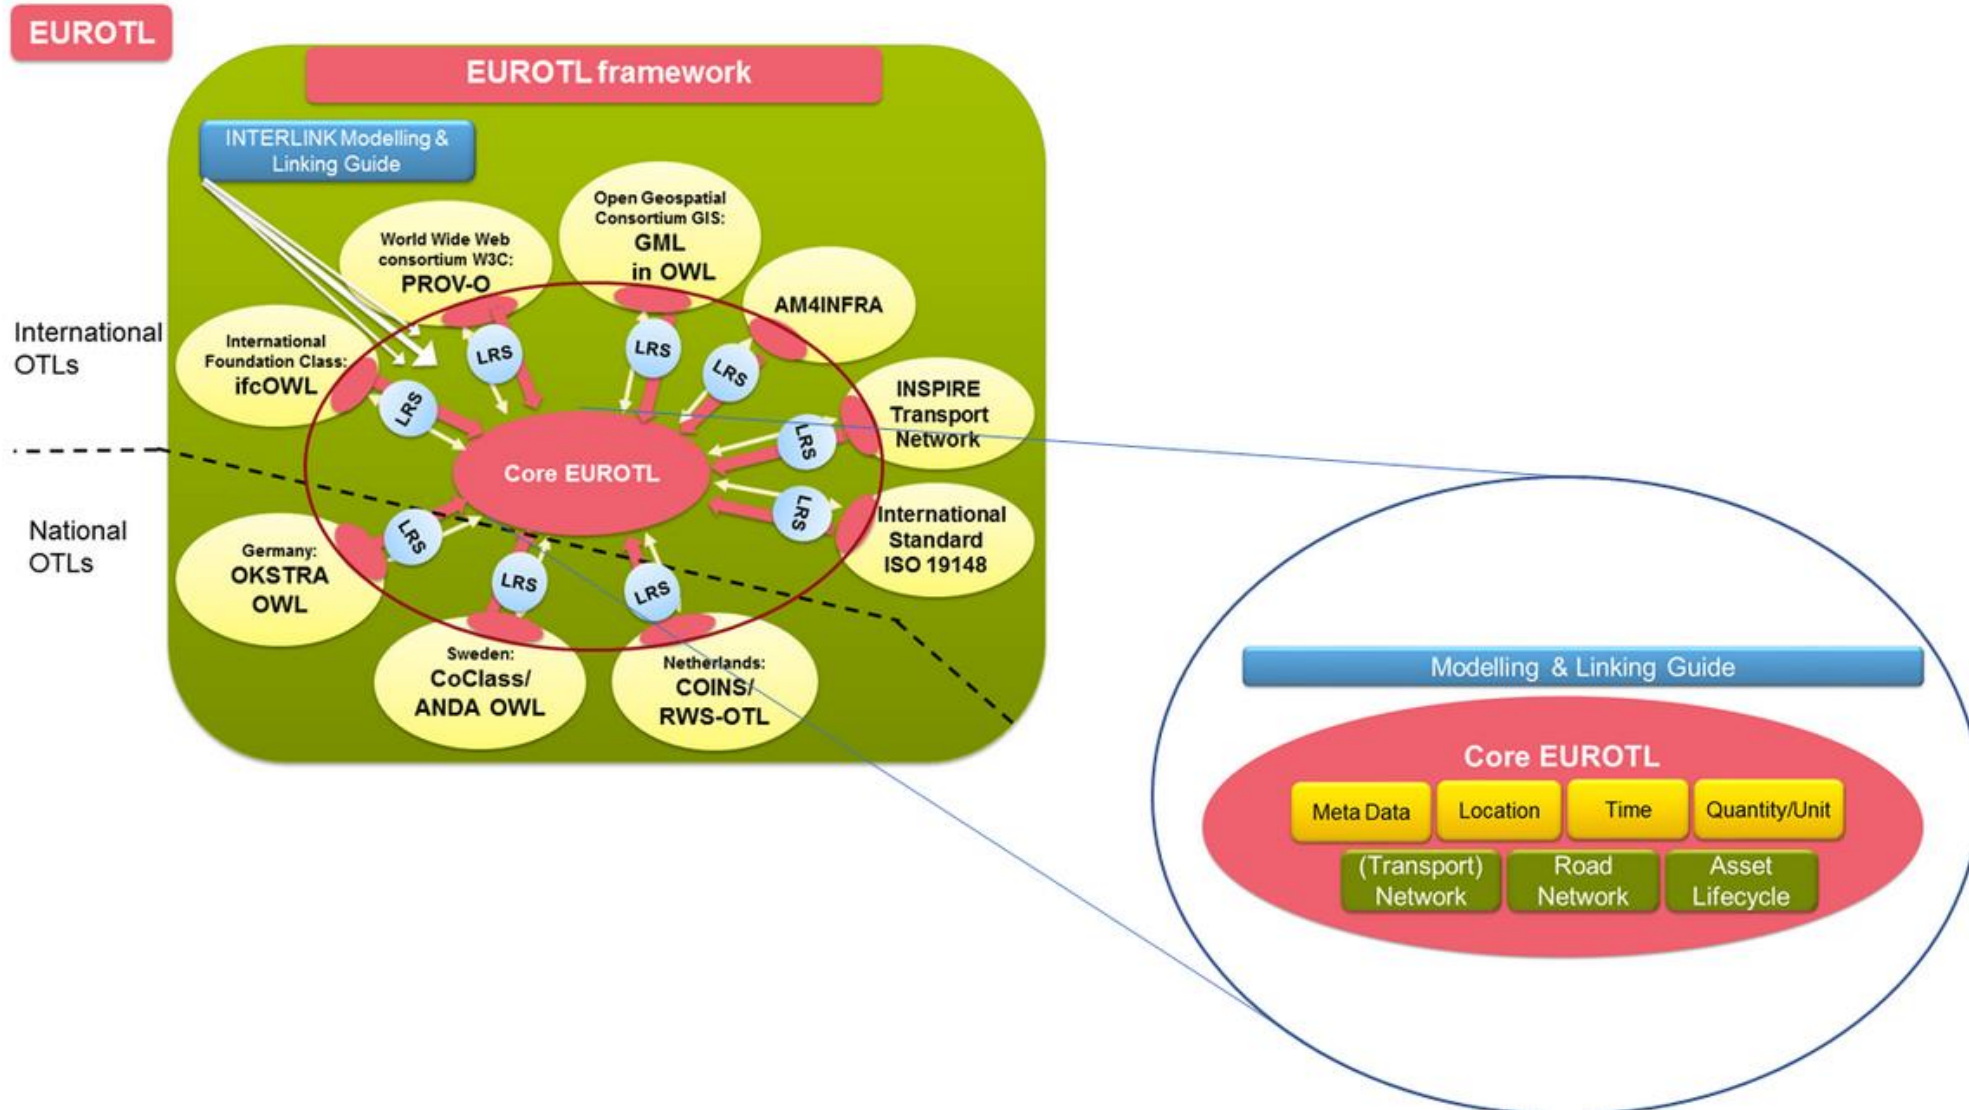 EUROTL
EUROTL framework
INTERLINK Modelling &
Linking Guide
Open Geospatial
Consortium GIS:
GML
in OWL
World Wide Web
consortium W3C:
PROV-O
AM4INFRA
International
OTLs
International
Foundation Class:
ifcOWL
LRS
LRS
LRS
LRS
INSPIRE
Transport
Network
LRS
Core EUROTL
LRS
International
Standard
ISO 19148
National
OTLs
Germany:
OKSTRA
OWL
LRS
LRS
LRS
Sweden:
CoClass/
ANDA OWL
Netherlands:
COINS/
RWS-OTL
Modelling & Linking Guide
Core EUROTL
Meta Data
Location
Time
Quantity/Unit
(Transport)
Network
Road
Network
Asset
Lifecycle